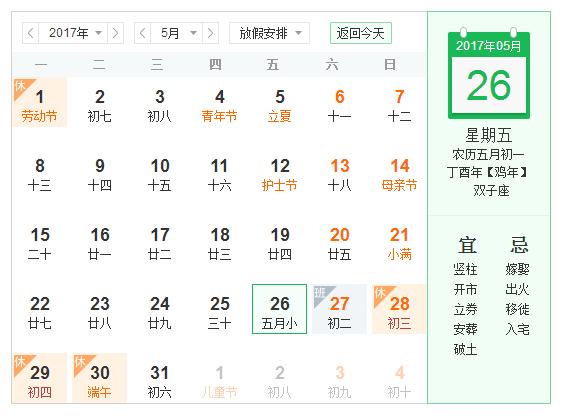 2017年 5月 放假安排 返回今天
一 二 三 四 五 六 日
休 1 2 3 4 5 6 7
劳动节 初七 初八 青年节 立夏 十一 十二
8 9 10 11 12 13 14
十三 十四 十五 十六 护士节 十八 母亲节
15 16 17 18 19 20 21
二十 廿一 廿二 廿三 廿四 廿五 小满
22 23 24 25 26 班 27 休 28
廿七 廿八 廿九 三十 五月小 初二 初三
休 29 休 30 31 1 2 3 4
初四 端午 初六 儿童节 初八 初九 初十
2017年05月
26
星期五
农历五月初一
丁酉年【鸡年】
双子座
宜 忌
竖柱 嫁娶
开市 出火
立券 移徙
安葬 入宅
破土